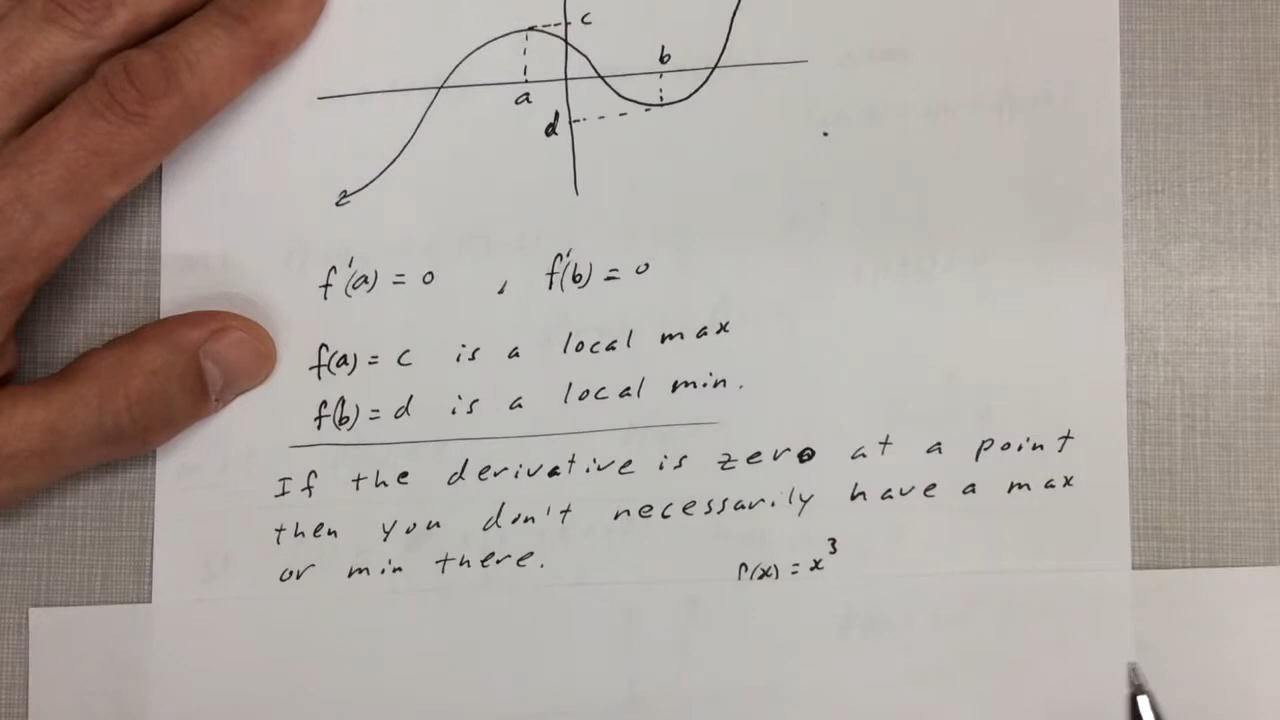 c
b
a
d
f'(a) = 0 , f'(b) = 0
f(a) = c is a local max
f(b) = d is a local min.
If the derivative is zero at a point
then you don't necessarily have a max
or min there.
f(x) = x³